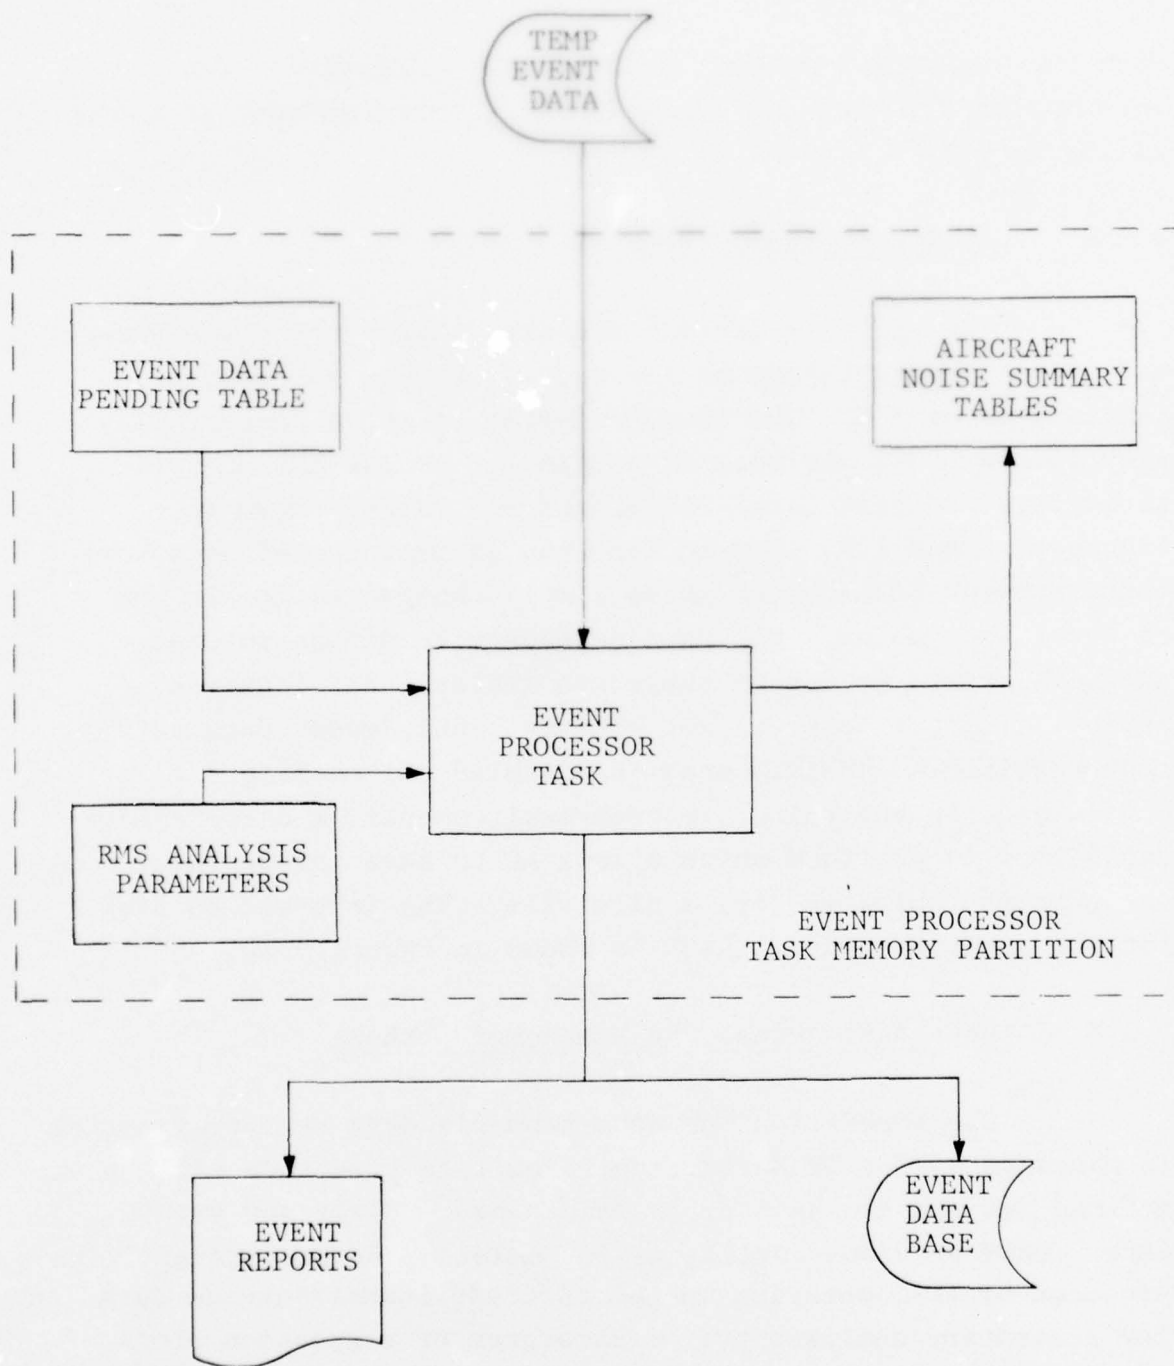 TEMP
EVENT
DATA
EVENT DATA
PENDING TABLE
AIRCRAFT
NOISE SUMMARY
TABLES
EVENT
PROCESSOR
TASK
RMS ANALYSIS
PARAMETERS
EVENT PROCESSOR
TASK MEMORY PARTITION
EVENT
REPORTS
EVENT
DATA
BASE